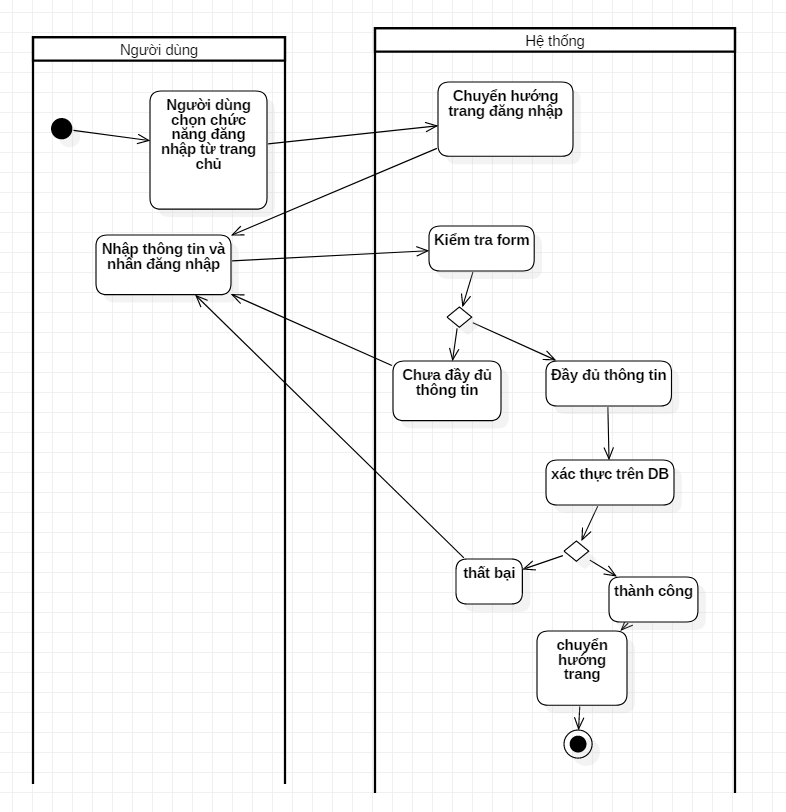 Người dùng
Hệ thống
Người dùng
chọn chức
năng đăng
nhập từ trang
chủ
Chuyển hướng
trang đăng nhập
Nhập thông tin và
nhấn đăng nhập
Kiểm tra form
Chưa đầy đủ
thông tin
Đầy đủ thông tin
xác thực trên DB
thất bại
thành công
chuyển
hướng
trang